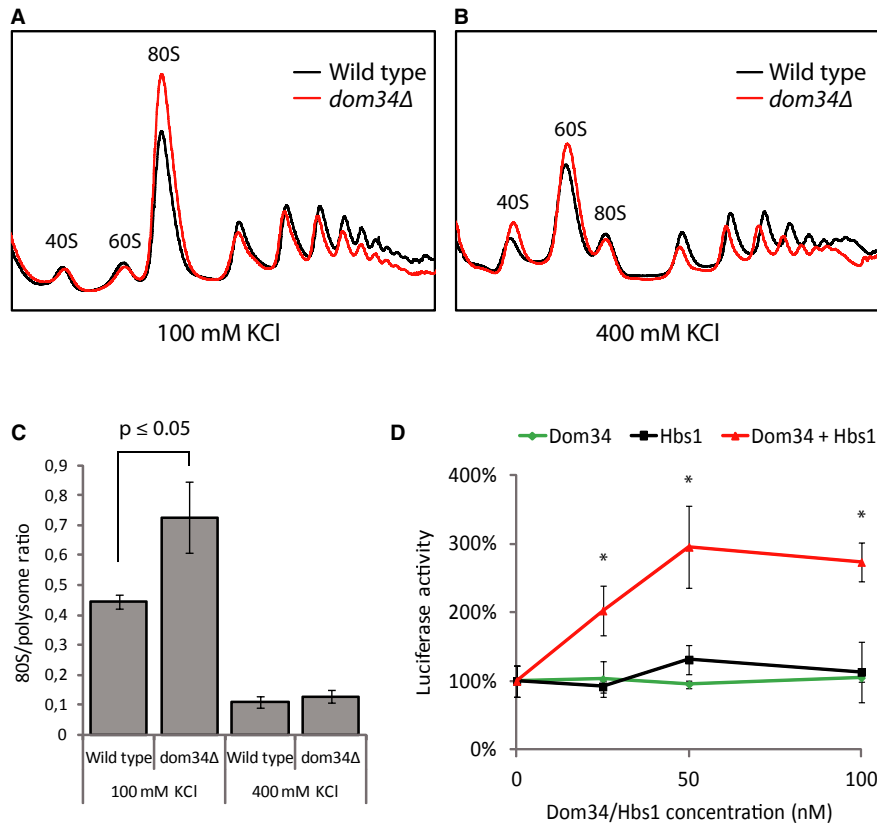 A
80S
Wild type
dom34Δ
40S
60S
100 mM KCl
B
Wild type
dom34Δ
60S
40S
80S
400 mM KCl
C
p ≤ 0.05
80S/polysome ratio
0,9
0,8
0,7
0,6
0,5
0,4
0,3
0,2
0,1
0
Wild type dom34Δ Wild type dom34Δ
100 mM KCl 400 mM KCl
D
Dom34 Hbs1 Dom34 + Hbs1
Luciferase activity
400%
300%
200%
100%
0%
* * *
0 50 100
Dom34/Hbs1 concentration (nM)